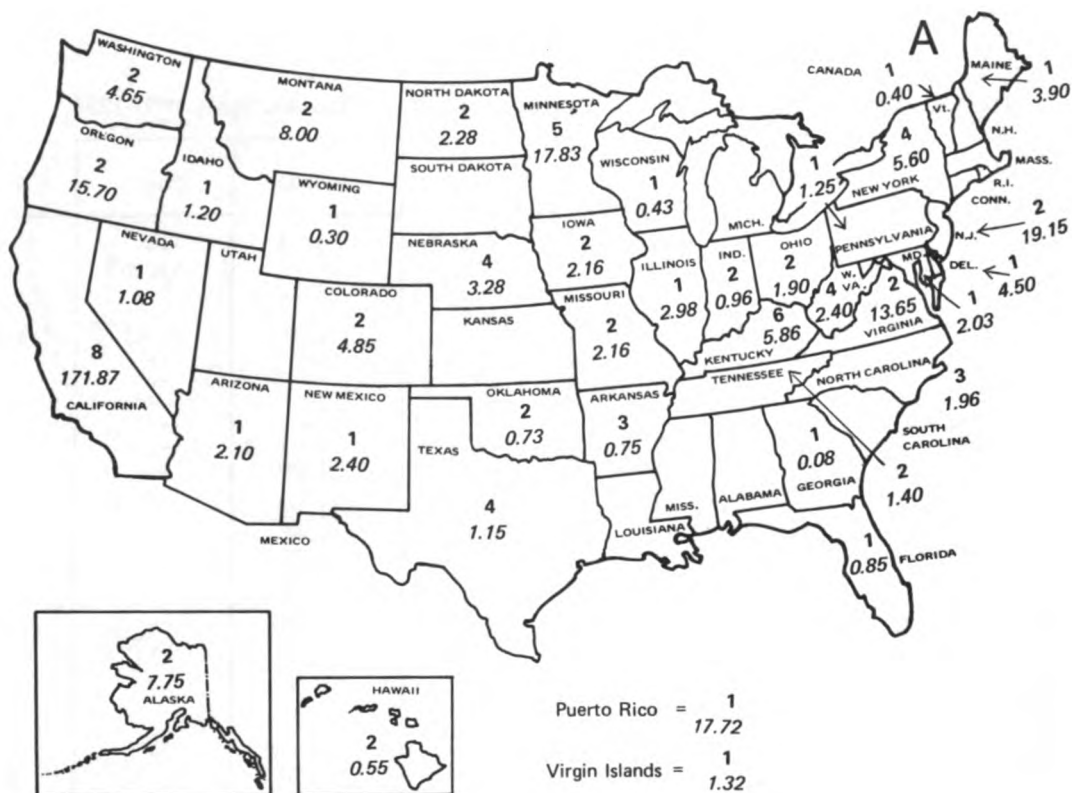 A
WASHINGTON
2
4.65
MONTANA
2
8.00
NORTH DAKOTA
2
2.28
MINNESOTA
5
17.83
CANADA
1
0.40
MAINE
1
3.90
Vt.
N.H.
MASS.
R.I.
CONN.
OREGON
2
15.70
IDAHO
1
1.20
WYOMING
1
0.30
SOUTH DAKOTA
WISCONSIN
1
0.43
MICH.
1
1.25
4
5.60
NEW YORK
PENNSYLVANIA
N.J.
2
19.15
NEVADA
1
1.08
UTAH
COLORADO
2
4.85
NEBRASKA
4
3.28
IOWA
2
2.16
ILLINOIS
1
2.98
IND.
2
0.96
OHIO
2
1.90
W.
VA.
4
2.40
MD.
DEL.
1
4.50
1
2.03
2
13.65
VIRGINIA
8
171.87
CALIFORNIA
KANSAS
MISSOURI
2
2.16
6
5.86
KENTUCKY
ARIZONA
1
2.10
NEW MEXICO
1
2.40
OKLAHOMA
2
0.73
ARKANSAS
3
0.75
TENNESSEE
2
1.40
NORTH CAROLINA
3
1.96
SOUTH
CAROLINA
TEXAS
4
1.15
LOUISIANA
MISS.
ALABAMA
1
0.08
GEORGIA
1
0.85
FLORIDA
MEXICO
2
7.75
ALASKA
HAWAII
2
0.55
Puerto Rico = 1
17.72
Virgin Islands = 1
1.32